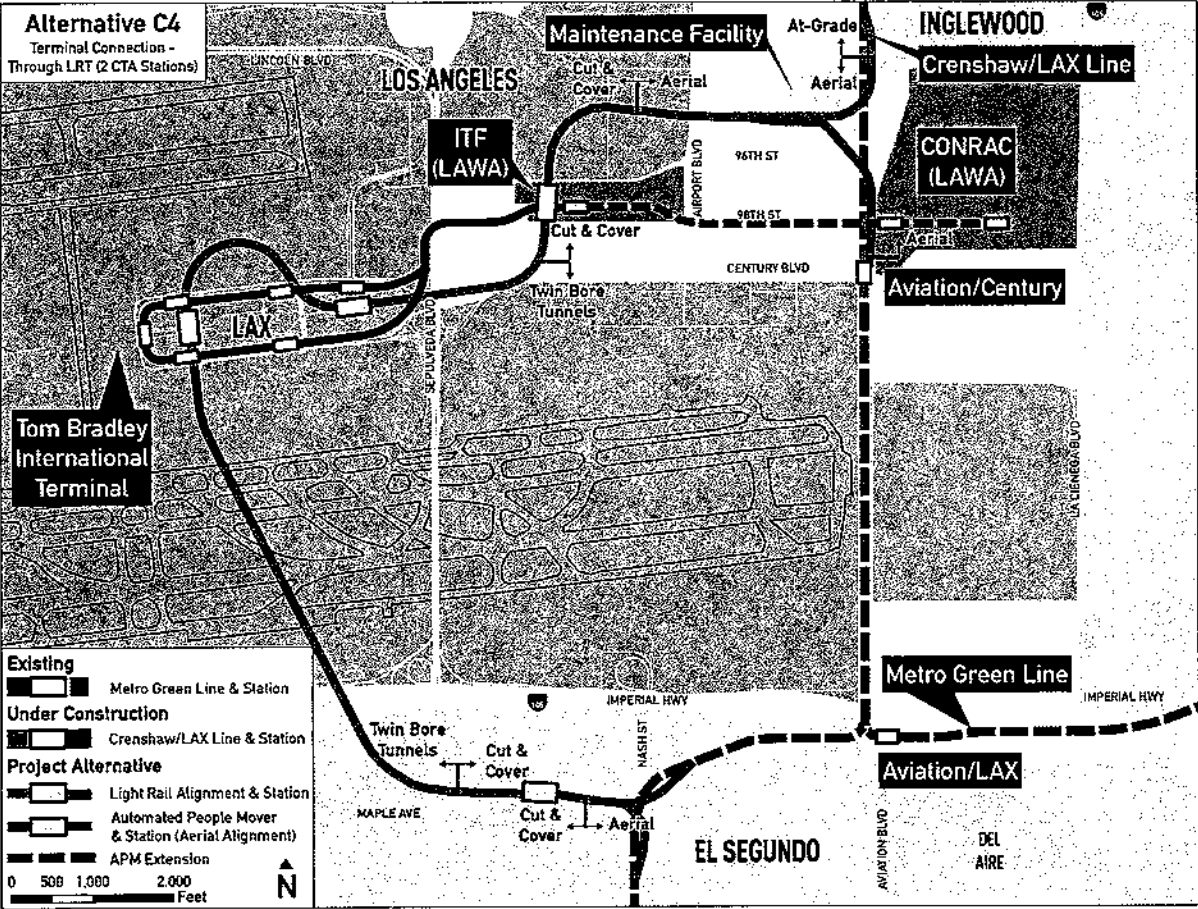 Alternative C4
Terminal Connection -
Through LRT (2 CTA Stations)
LINCOLN BLVD
LOS ANGELES
Maintenance Facility
At-Grade
Aerial
INGLEWOOD
405
Crenshaw/LAX Line
Cut &
Cover
Aerial
ITF
(LAWA)
AIRPORT BLVD
96TH ST
98TH ST
CONRAC
(LAWA)
Aerial
Cut & Cover
Twin Bore
Tunnels
CENTURY BLVD
Aviation/Century
LAX
SEPULVEDA BLVD
Tom Bradley
International
Terminal
LA CIENEGA BLVD
Metro Green Line
IMPERIAL HWY
105
IMPERIAL HWY
Aviation/LAX
NASH ST
Twin Bore
Tunnels
Cut &
Cover
MAPLE AVE
Cut &
Cover
Aerial
EL SEGUNDO
AVIATION BLVD
DEL
AIRE
Existing
Metro Green Line & Station
Under Construction
Crenshaw/LAX Line & Station
Project Alternative
Light Rail Alignment & Station
Automated People Mover
& Station (Aerial Alignment)
APM Extension
0 500 1,000 2,000
Feet
N